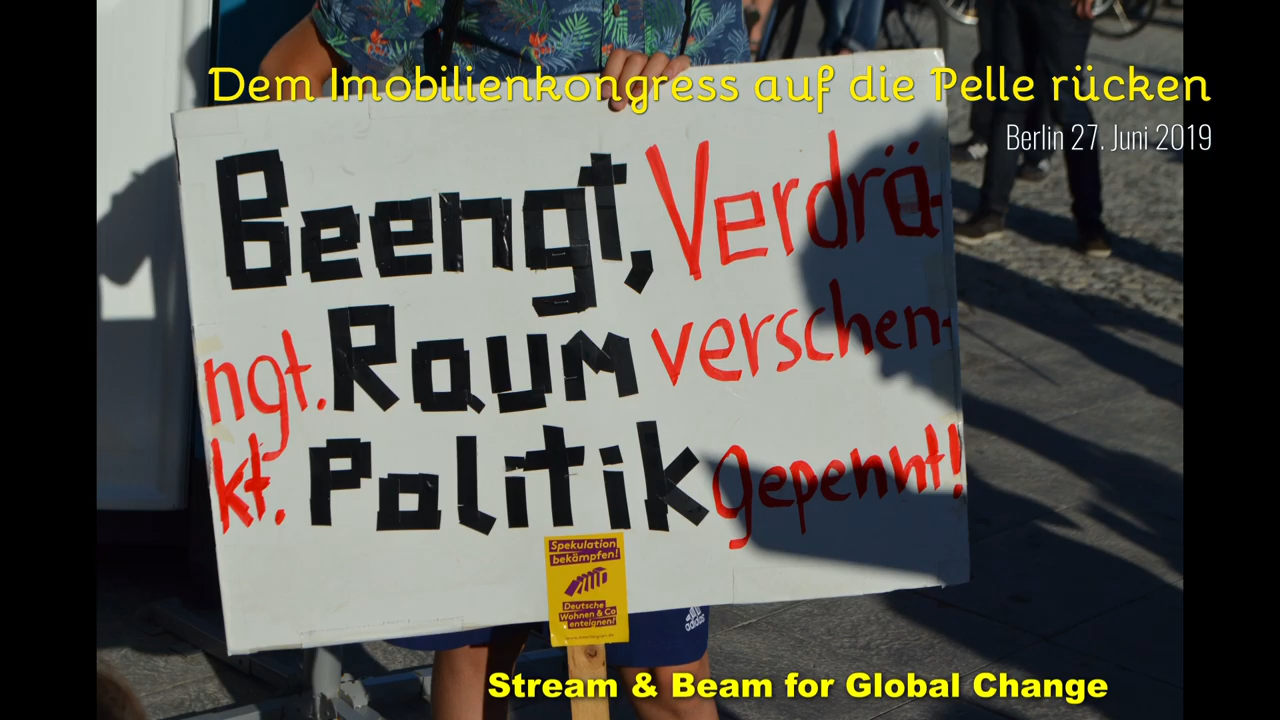 Dem Imobilienkongress auf die Pelle rücken
Berlin 27. Juni 2019
Beengt, Verdrä-
ngt. Raum verschen-
kt. Politik gepennt!
Spekulation
bekämpfen!
Deutsche
Wohnen & Co
enteignen!
adidas
Stream & Beam for Global Change